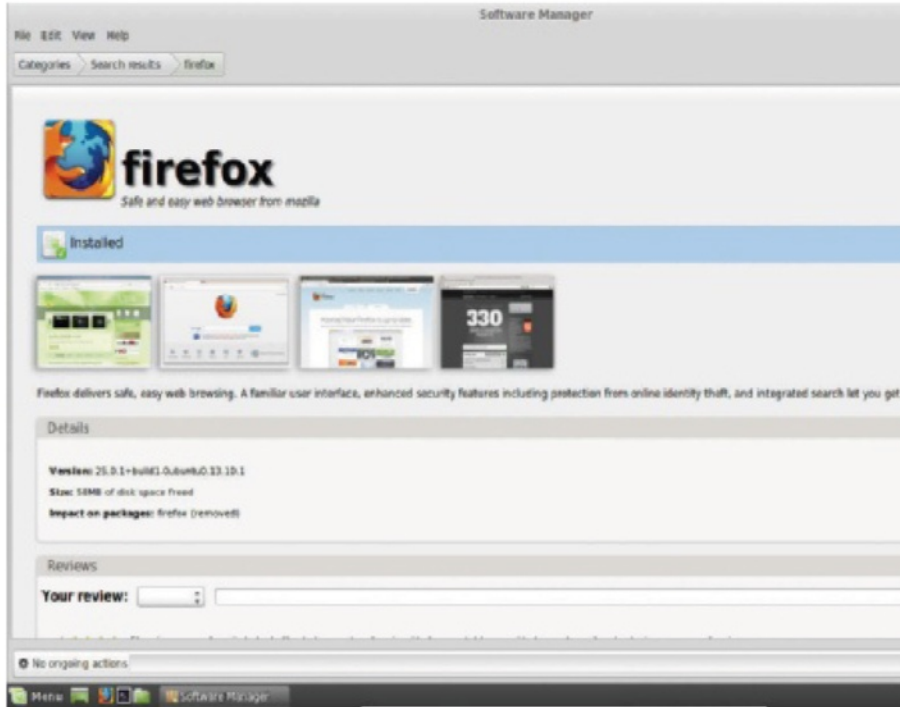 Software Manager
File Edit View Help
Categories Search results firefox
firefox
Safe and easy web browser from mozilla
Installed
330
Firefox delivers safe, easy web browsing. A familiar user interface, enhanced security features including protection from online identity theft, and integrated search let you get
Details
Version: 25.0.1+build1-0ubuntu0.13.10.1
Size: 58MB of disk space freed
Impact on packages: firefox (removed)
Reviews
Your review:
No ongoing actions
Menu Software Manager